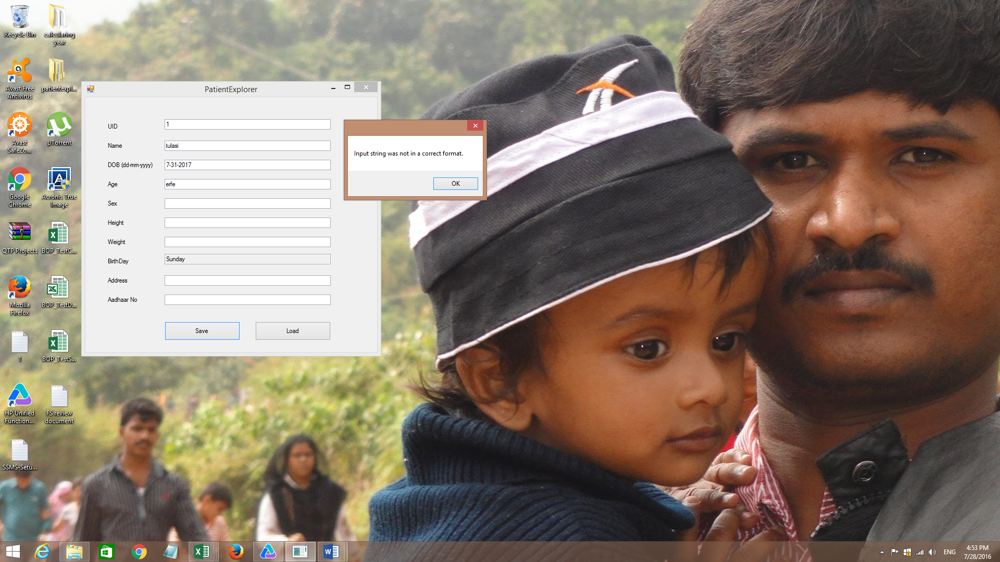 Recycle Bin
calcularing
year
Avast Free
Antivirus
patientexpl...
Avast
SafeZo...
µTorrent
Google
Chrome
Acronis True
Image
QTP Projects
BOP_TestC...
Mozilla
Firefox
BOP_TestD...
1
BOP_TestS...
HP Unified
Function...
FS review
document
SSMS-Setu...
PatientExplorer
UID
1
Name
tulasi
DOB (dd-mm-yyyy)
7-31-2017
Age
erfe
Sex
Height
Weight
BirthDay
Sunday
Address
Aadhaar No
Save
Load
Input string was not in a correct format.
OK
ENG
4:53 PM
7/28/2016